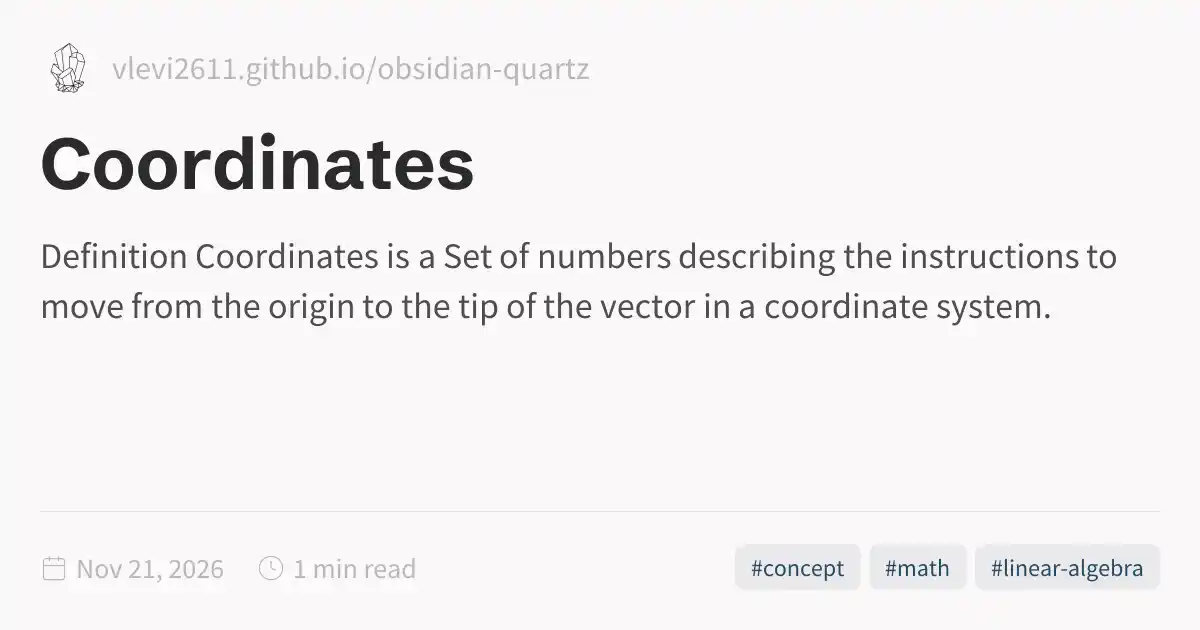 vlevi2611.github.io/obsidian-quartz
Coordinates
Definition Coordinates is a Set of numbers describing the instructions to
move from the origin to the tip of the vector in a coordinate system.
Nov 21, 2026 1 min read #concept #math #linear-algebra